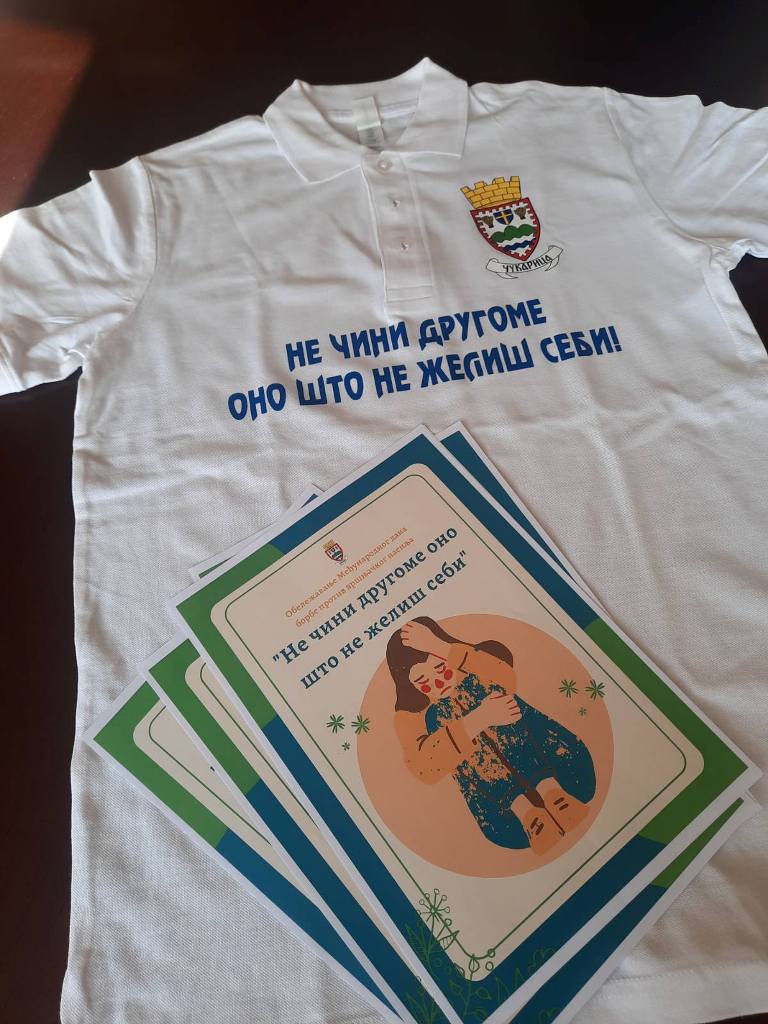 ЧУКАРИЦА
НЕ ЧИНИ ДРУГОМЕ
ОНО ШТО НЕ ЖЕЛИШ СЕБИ!
Обележавање Међународног дана
борбе против вршњачког насиља
"Не чини другоме оно
што не желиш себи"